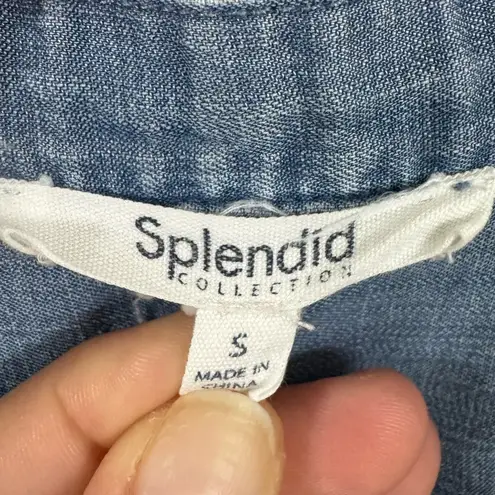 Splendid
COLLECTION
S
MADE IN
CHINA